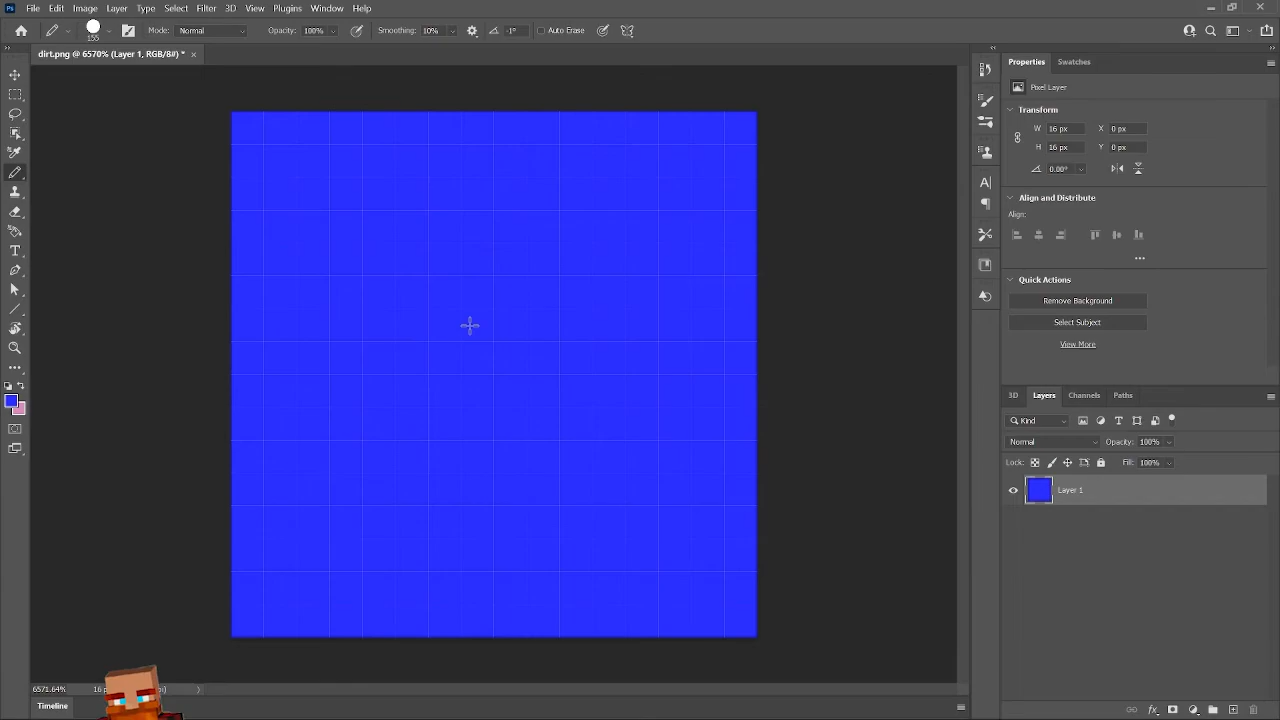 File Edit Image Layer Type Select Filter 3D View Plugins Window Help
155 Mode: Normal Opacity: 100% Smoothing: 10% -1° Auto Erase
dirt.png @ 6570% (Layer 1, RGB/8#) *
Properties Swatches
Pixel Layer
Transform
W 16 px X 0 px
H 16 px Y 0 px
0.00°
Align and Distribute
Align:
Quick Actions
Remove Background
Select Subject
View More
3D Layers Channels Paths
Kind
Normal Opacity: 100%
Lock: Fill: 100%
Layer 1
6571.64% 16 p
Timeline